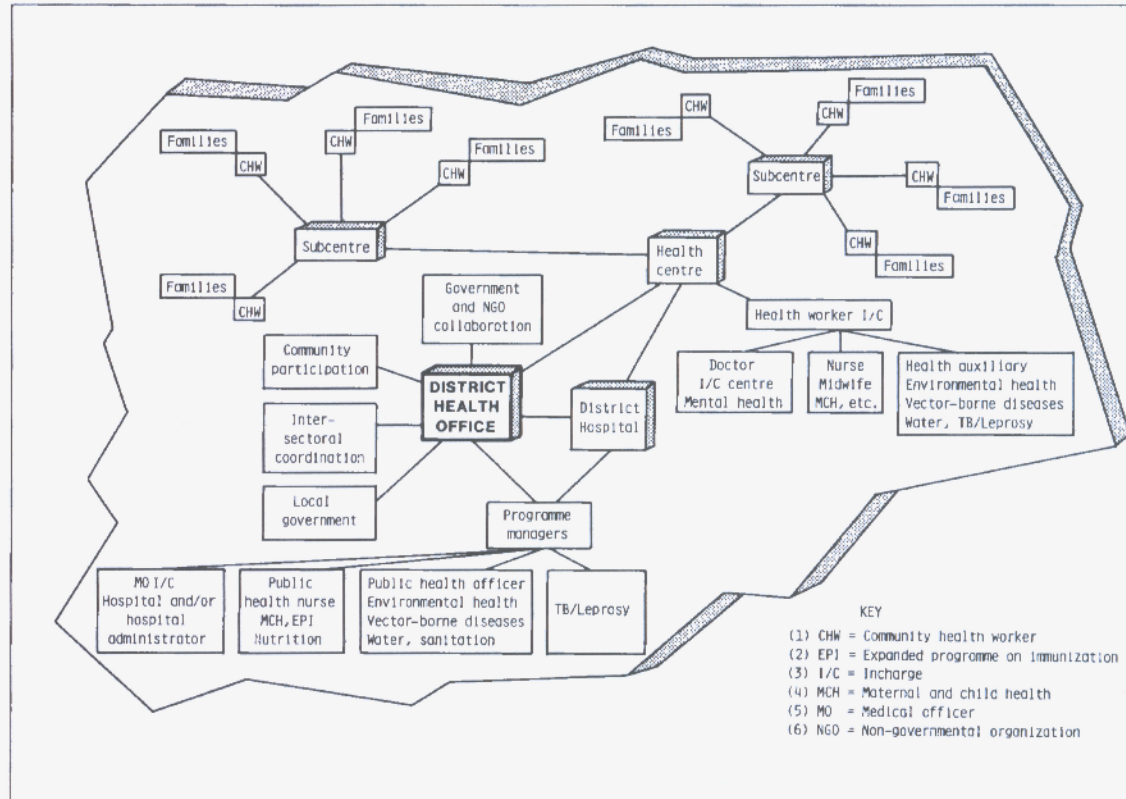 Families
CHW
CHW
Families
CHW
Families
Subcentre
Families
CHW
CHW
Families
CHW
Families
Subcentre
CHW
Families
CHW
Families
Health
centre
Government
and NGO
collaboration
Community
participation
Inter-
sectoral
coordination
Local
government
DISTRICT
HEALTH
OFFICE
District
Hospital
Health worker I/C
Doctor
I/C centre
Mental health
Nurse
Midwife
MCH, etc.
Health auxiliary
Environmental health
Vector-borne diseases
Water, TB/Leprosy
Programme
managers
MO I/C
Hospital and/or
hospital
administrator
Public
health nurse
MCH, EPI
Nutrition
Public health officer
Environmental health
Vector-borne diseases
Water, sanitation
TB/Leprosy
KEY
(1) CHW = Community health worker
(2) EPI = Expanded programme on immunization
(3) I/C = Incharge
(4) MCH = Maternal and child health
(5) MO = Medical officer
(6) NGO = Non-governmental organization